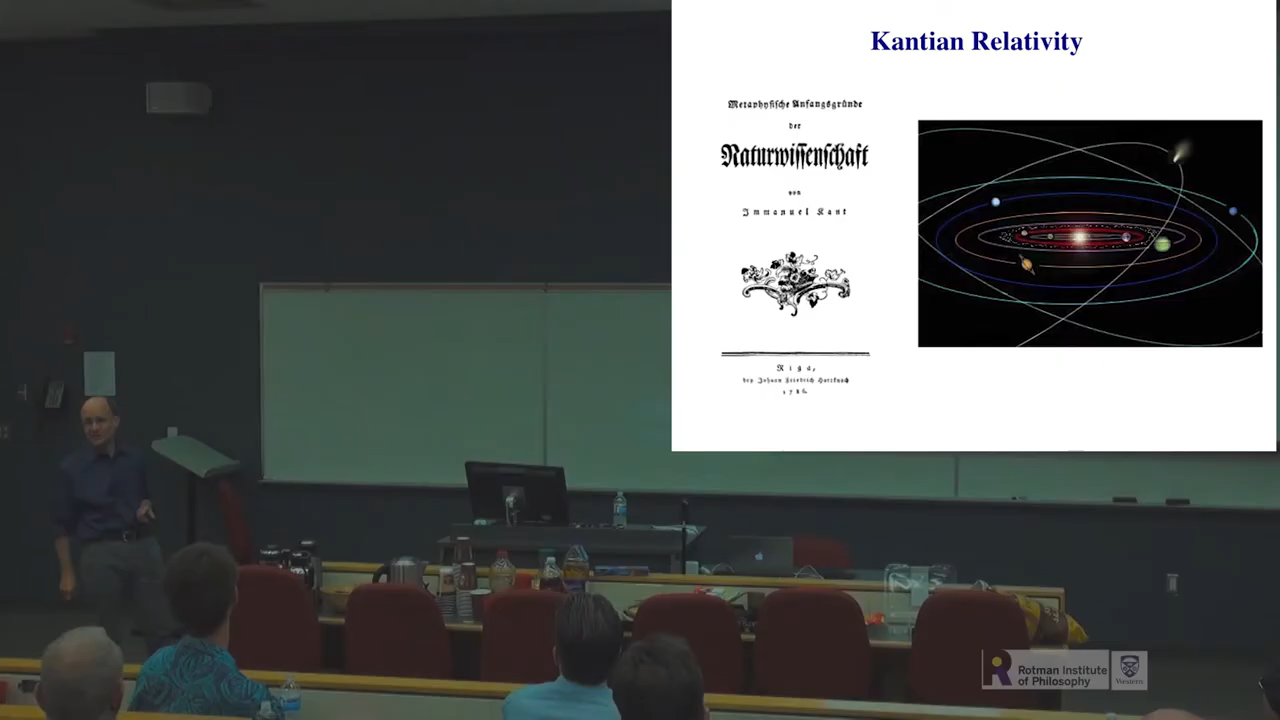 Kantian Relativity
Metaphysische Anfangsgründe
der
Naturwissenschaft
von
Immanuel Kant
Riga,
bey Johann Friedrich Hartknoch
1786.
Rotman Institute
of Philosophy
Western